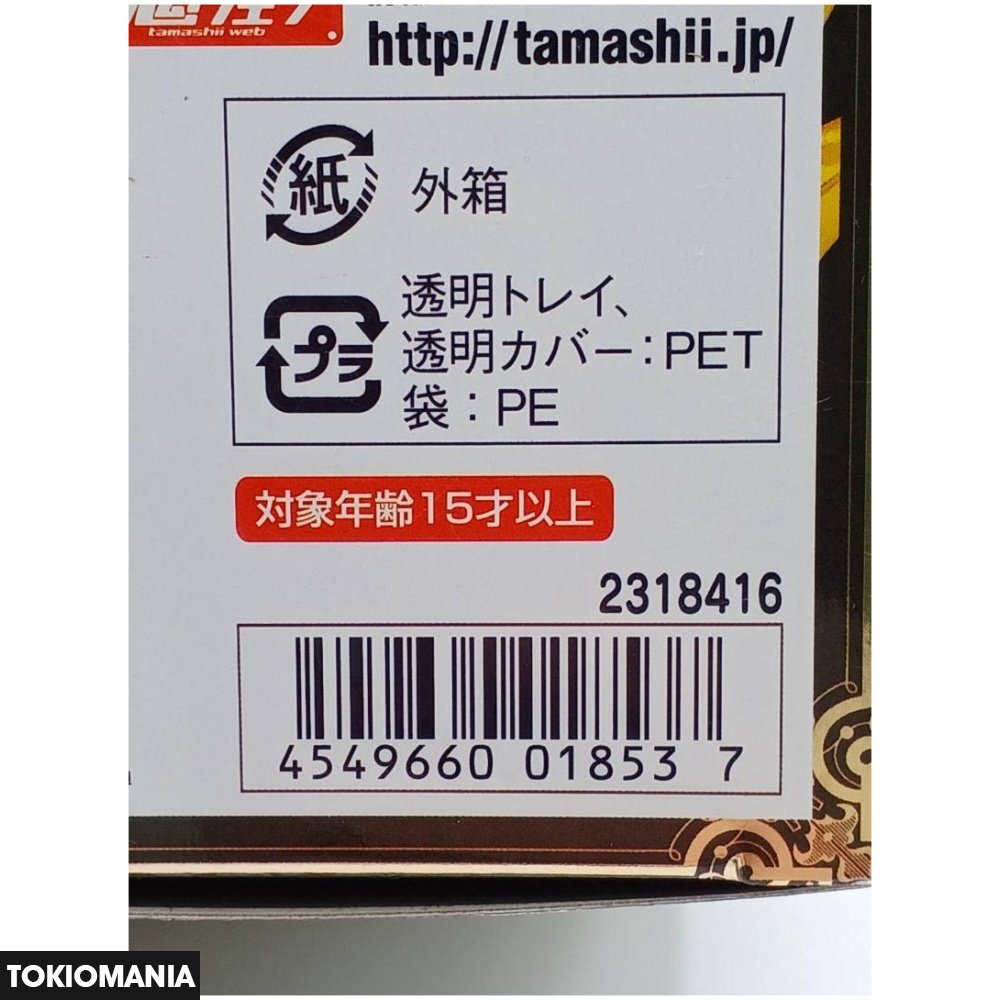 tamashii web
http://tamashii.jp/
紙
外箱
プラ
透明トレイ、
透明カバー：PET
袋：PE
対象年齢15才以上
2318416
4549660 01853 7
TOKIOMANIA